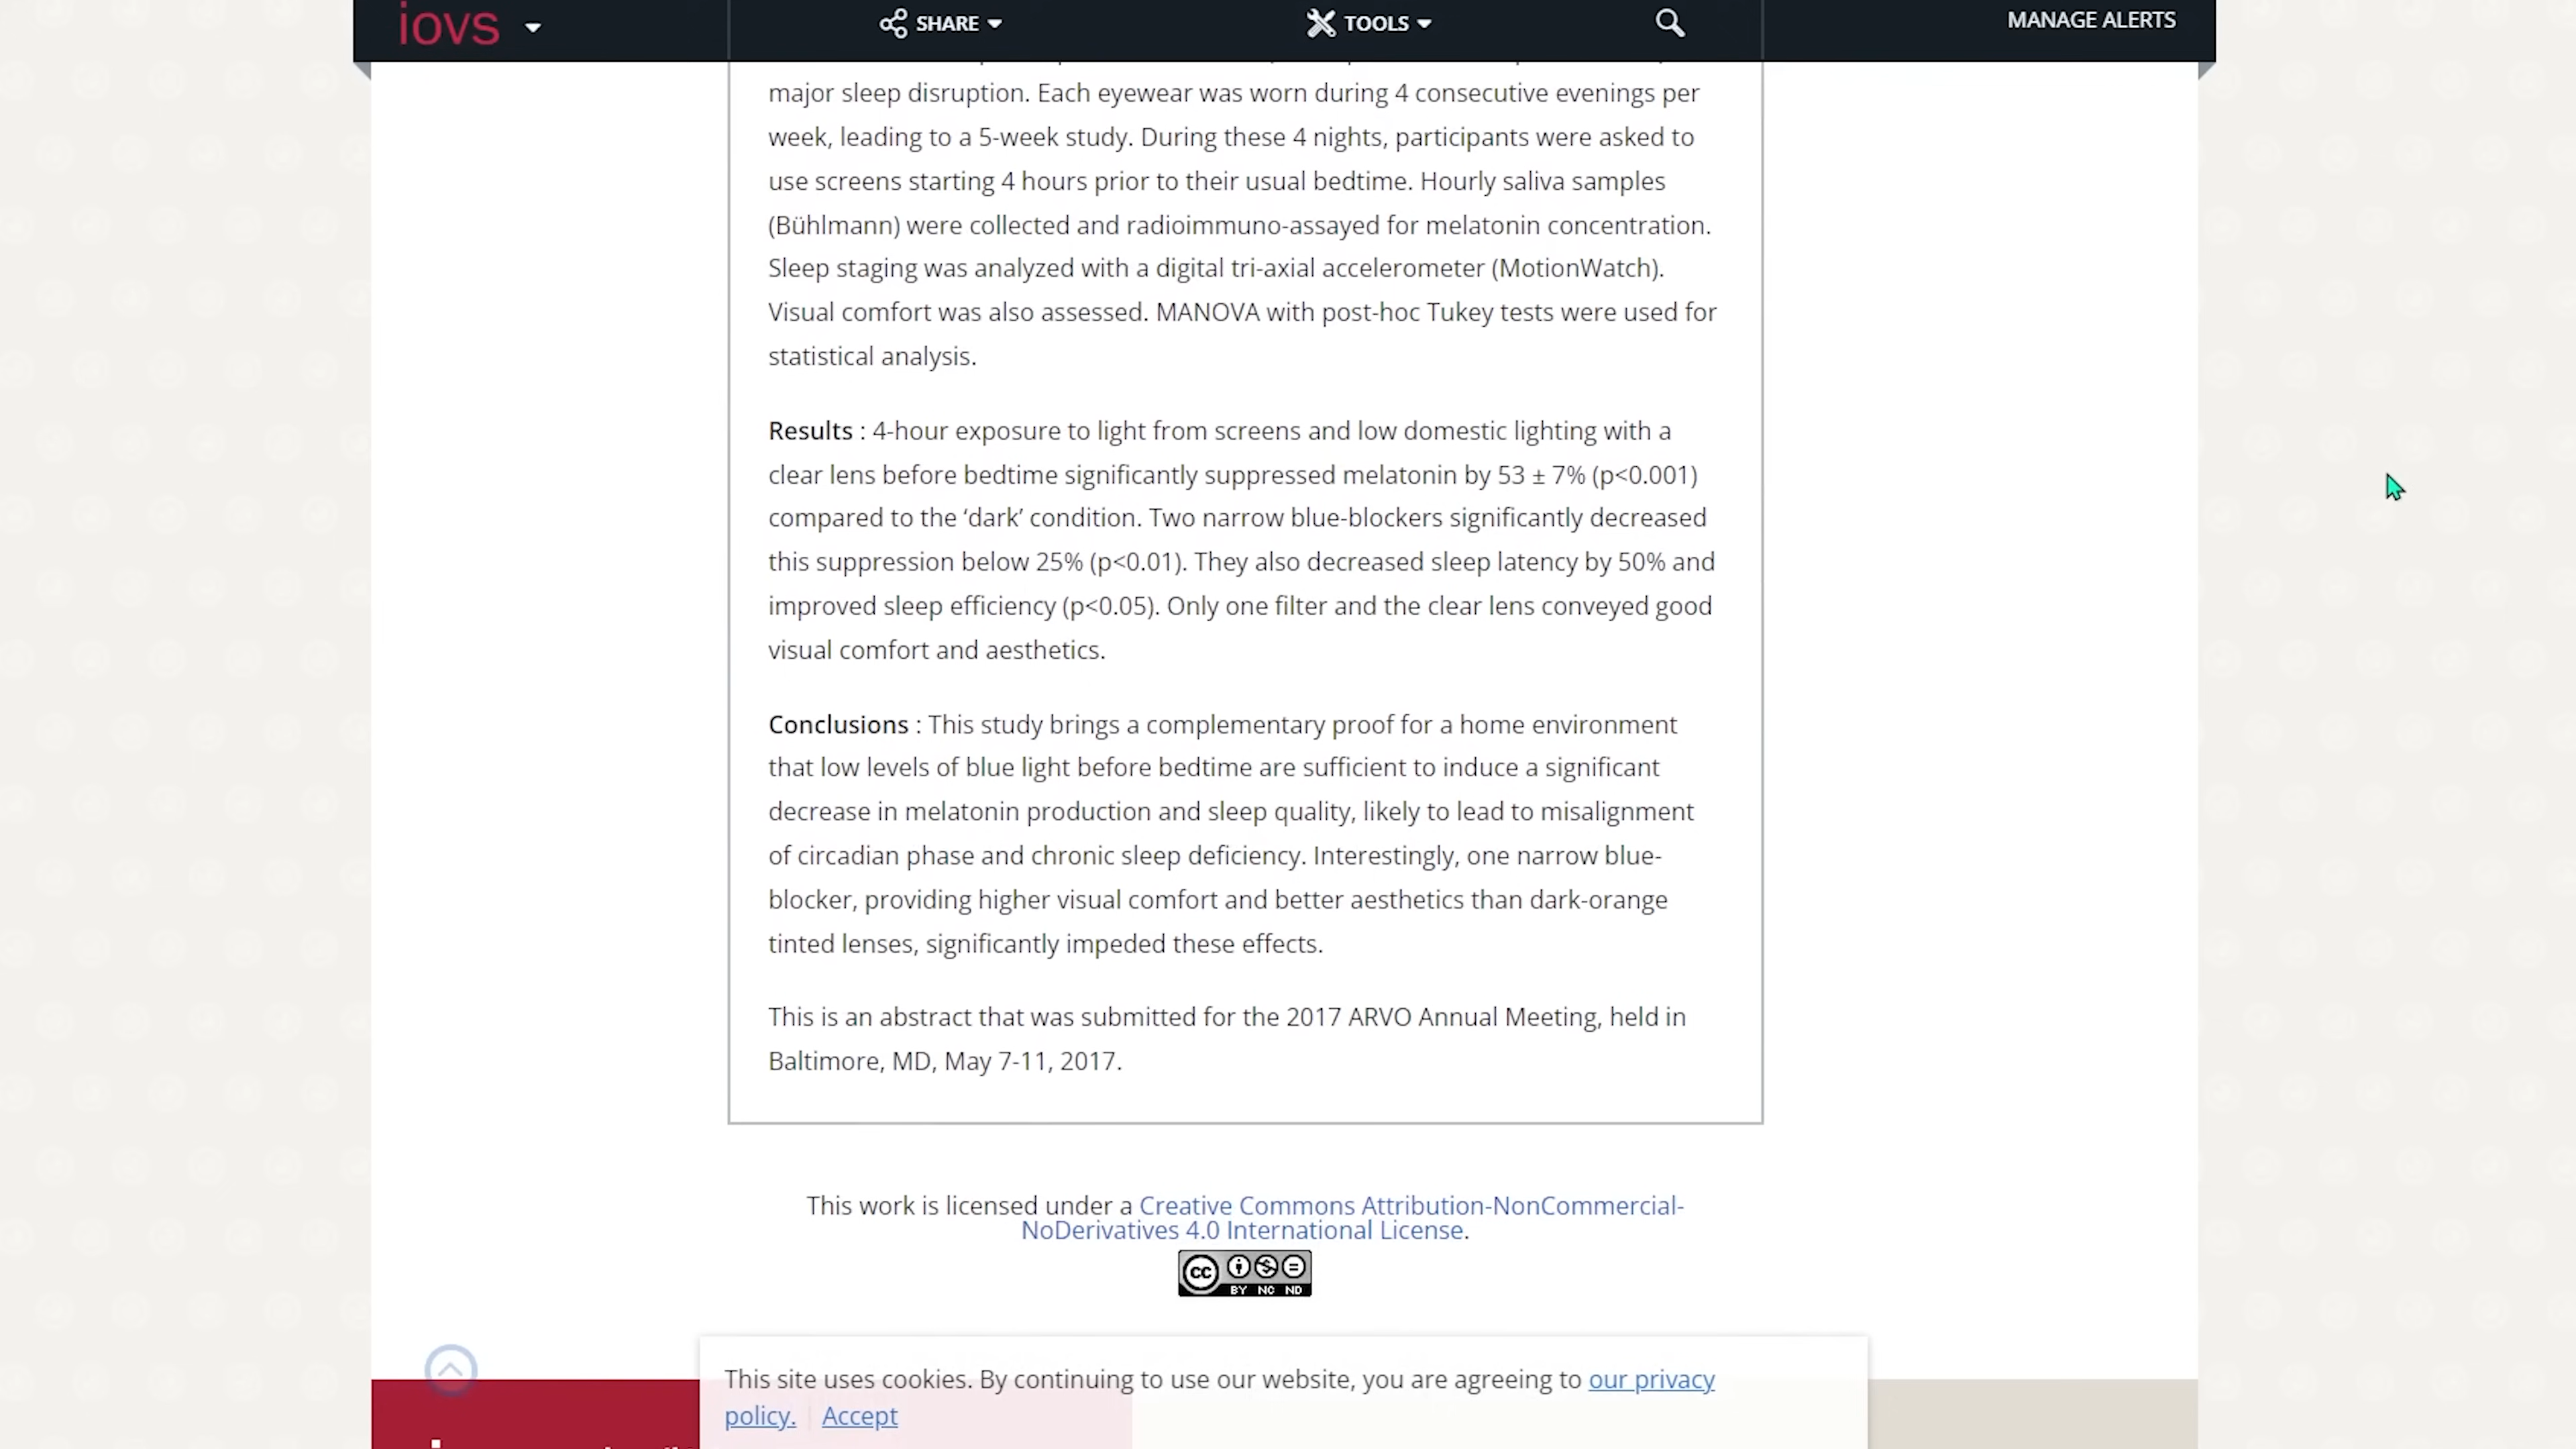 iovs
SHARE
TOOLS
MANAGE ALERTS
major sleep disruption. Each eyewear was worn during 4 consecutive evenings per
week, leading to a 5-week study. During these 4 nights, participants were asked to
use screens starting 4 hours prior to their usual bedtime. Hourly saliva samples
(Bühlmann) were collected and radioimmuno-assayed for melatonin concentration.
Sleep staging was analyzed with a digital tri-axial accelerometer (MotionWatch).
Visual comfort was also assessed. MANOVA with post-hoc Tukey tests were used for
statistical analysis.
Results : 4-hour exposure to light from screens and low domestic lighting with a
clear lens before bedtime significantly suppressed melatonin by 53 ± 7% (p<0.001)
compared to the ‘dark’ condition. Two narrow blue-blockers significantly decreased
this suppression below 25% (p<0.01). They also decreased sleep latency by 50% and
improved sleep efficiency (p<0.05). Only one filter and the clear lens conveyed good
visual comfort and aesthetics.
Conclusions : This study brings a complementary proof for a home environment
that low levels of blue light before bedtime are sufficient to induce a significant
decrease in melatonin production and sleep quality, likely to lead to misalignment
of circadian phase and chronic sleep deficiency. Interestingly, one narrow blue-
blocker, providing higher visual comfort and better aesthetics than dark-orange
tinted lenses, significantly impeded these effects.
This is an abstract that was submitted for the 2017 ARVO Annual Meeting, held in
Baltimore, MD, May 7-11, 2017.
This work is licensed under a Creative Commons Attribution-NonCommercial-
NoDerivatives 4.0 International License.
cc BY NC ND
This site uses cookies. By continuing to use our website, you are agreeing to our privacy
policy. | Accept